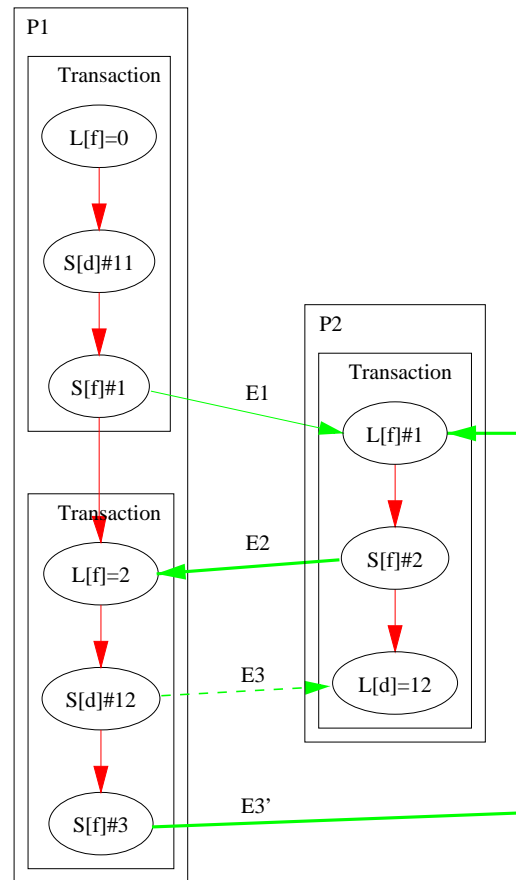 P1
Transaction
L[f]=0
S[d]#11
S[f]#1
E1
P2
Transaction
L[f]#1
Transaction
L[f]=2
E2
S[f]#2
S[d]#12
E3
L[d]=12
S[f]#3
E3'